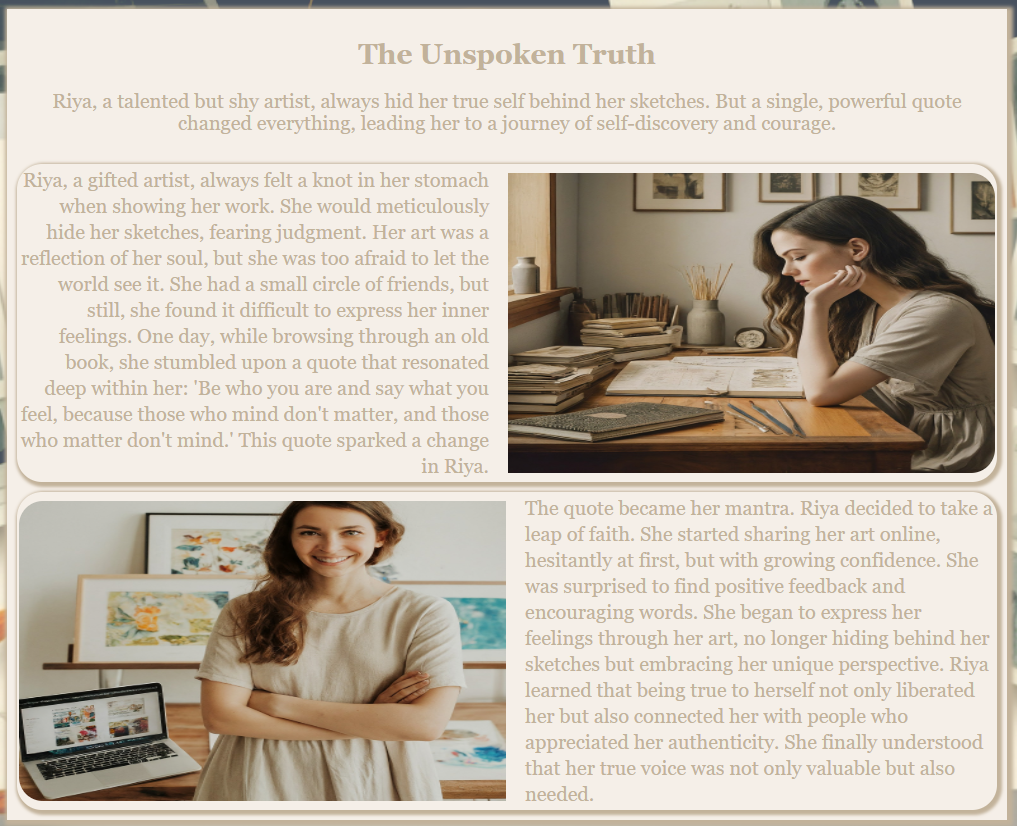 The Unspoken Truth
Riya, a talented but shy artist, always hid her true self behind her sketches. But a single, powerful quote
changed everything, leading her to a journey of self-discovery and courage.
Riya, a gifted artist, always felt a knot in her stomach
when showing her work. She would meticulously
hide her sketches, fearing judgment. Her art was a
reflection of her soul, but she was too afraid to let the
world see it. She had a small circle of friends, but
still, she found it difficult to express her inner
feelings. One day, while browsing through an old
book, she stumbled upon a quote that resonated
deep within her: 'Be who you are and say what you
feel, because those who mind don't matter, and those
who matter don't mind.' This quote sparked a change
in Riya.
The quote became her mantra. Riya decided to take a
leap of faith. She started sharing her art online,
hesitantly at first, but with growing confidence. She
was surprised to find positive feedback and
encouraging words. She began to express her
feelings through her art, no longer hiding behind her
sketches but embracing her unique perspective. Riya
learned that being true to herself not only liberated
her but also connected her with people who
appreciated her authenticity. She finally understood
that her true voice was not only valuable but also
needed.